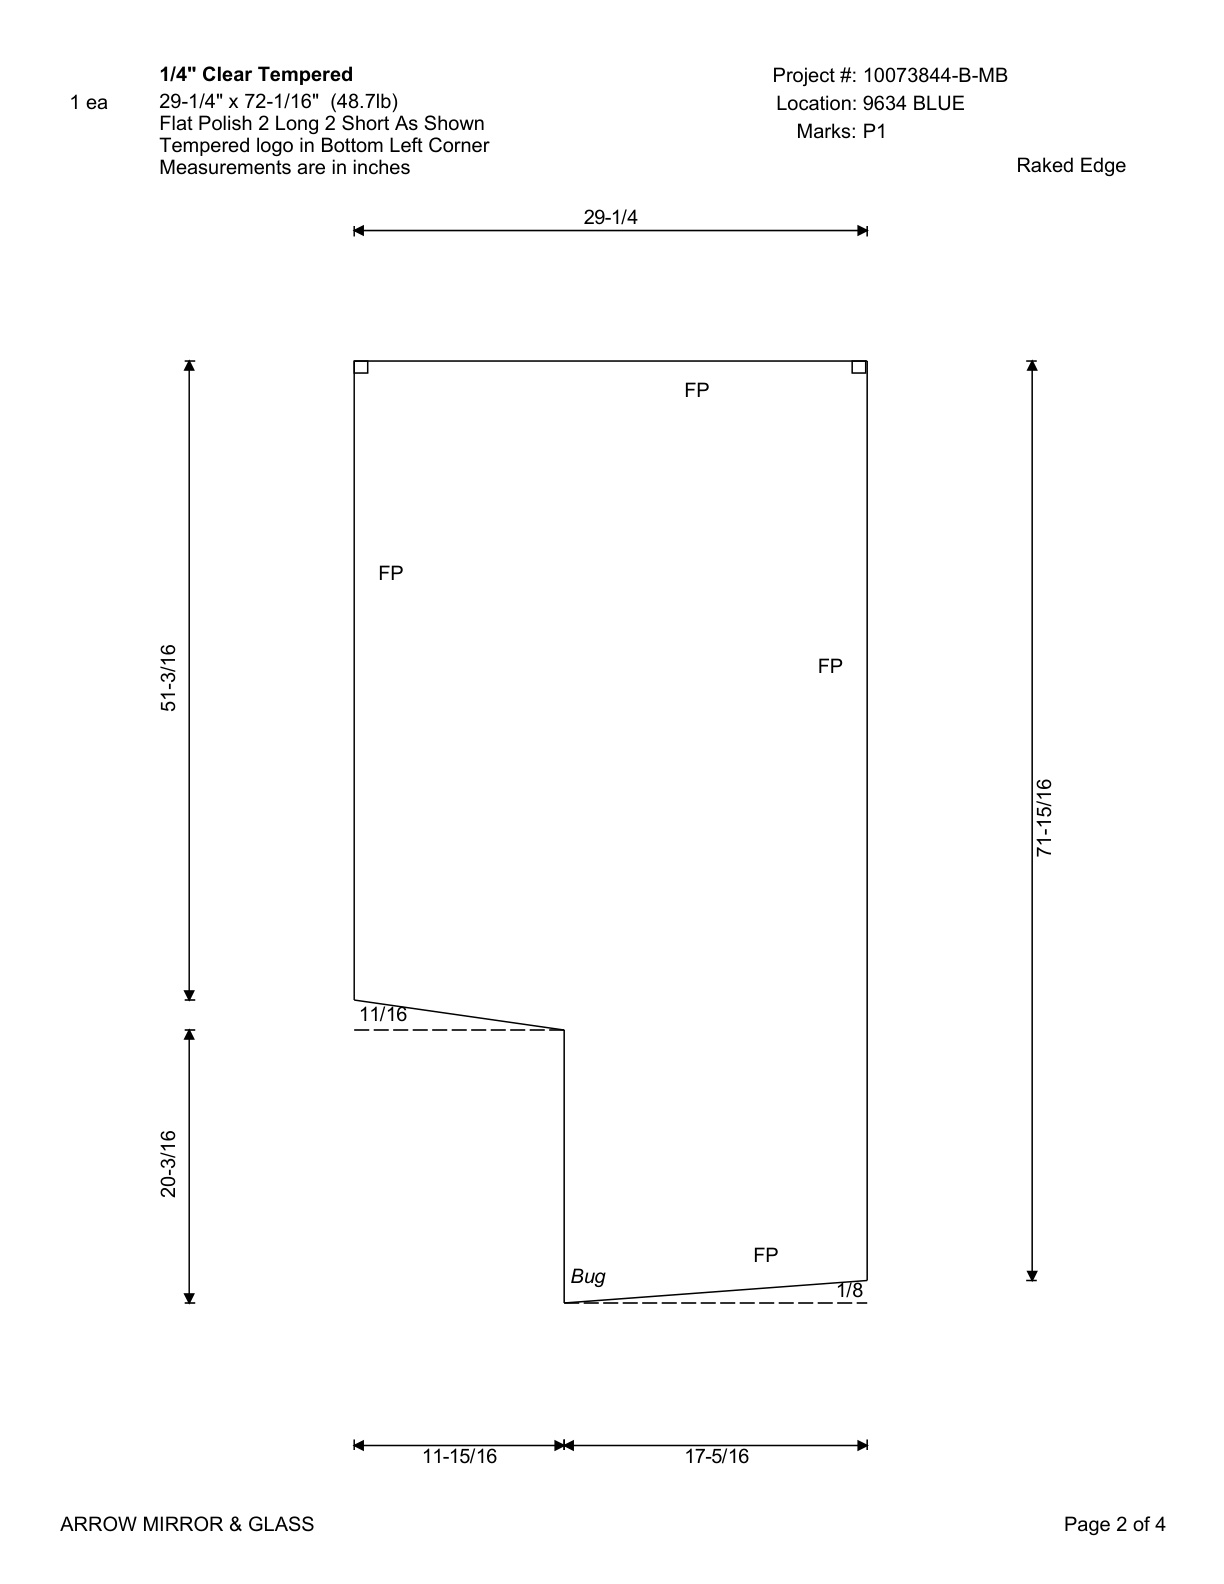 1/4" Clear Tempered
1 ea
29-1/4" x 72-1/16" (48.7lb)
Flat Polish 2 Long 2 Short As Shown
Tempered logo in Bottom Left Corner
Measurements are in inches
Project #: 10073844-B-MB
Location: 9634 BLUE
Marks: P1
Raked Edge
29-1/4
FP
FP
FP
51-3/16
71-15/16
11/16
20-3/16
FP
Bug
1/8
11-15/16
17-5/16
ARROW MIRROR & GLASS
Page 2 of 4